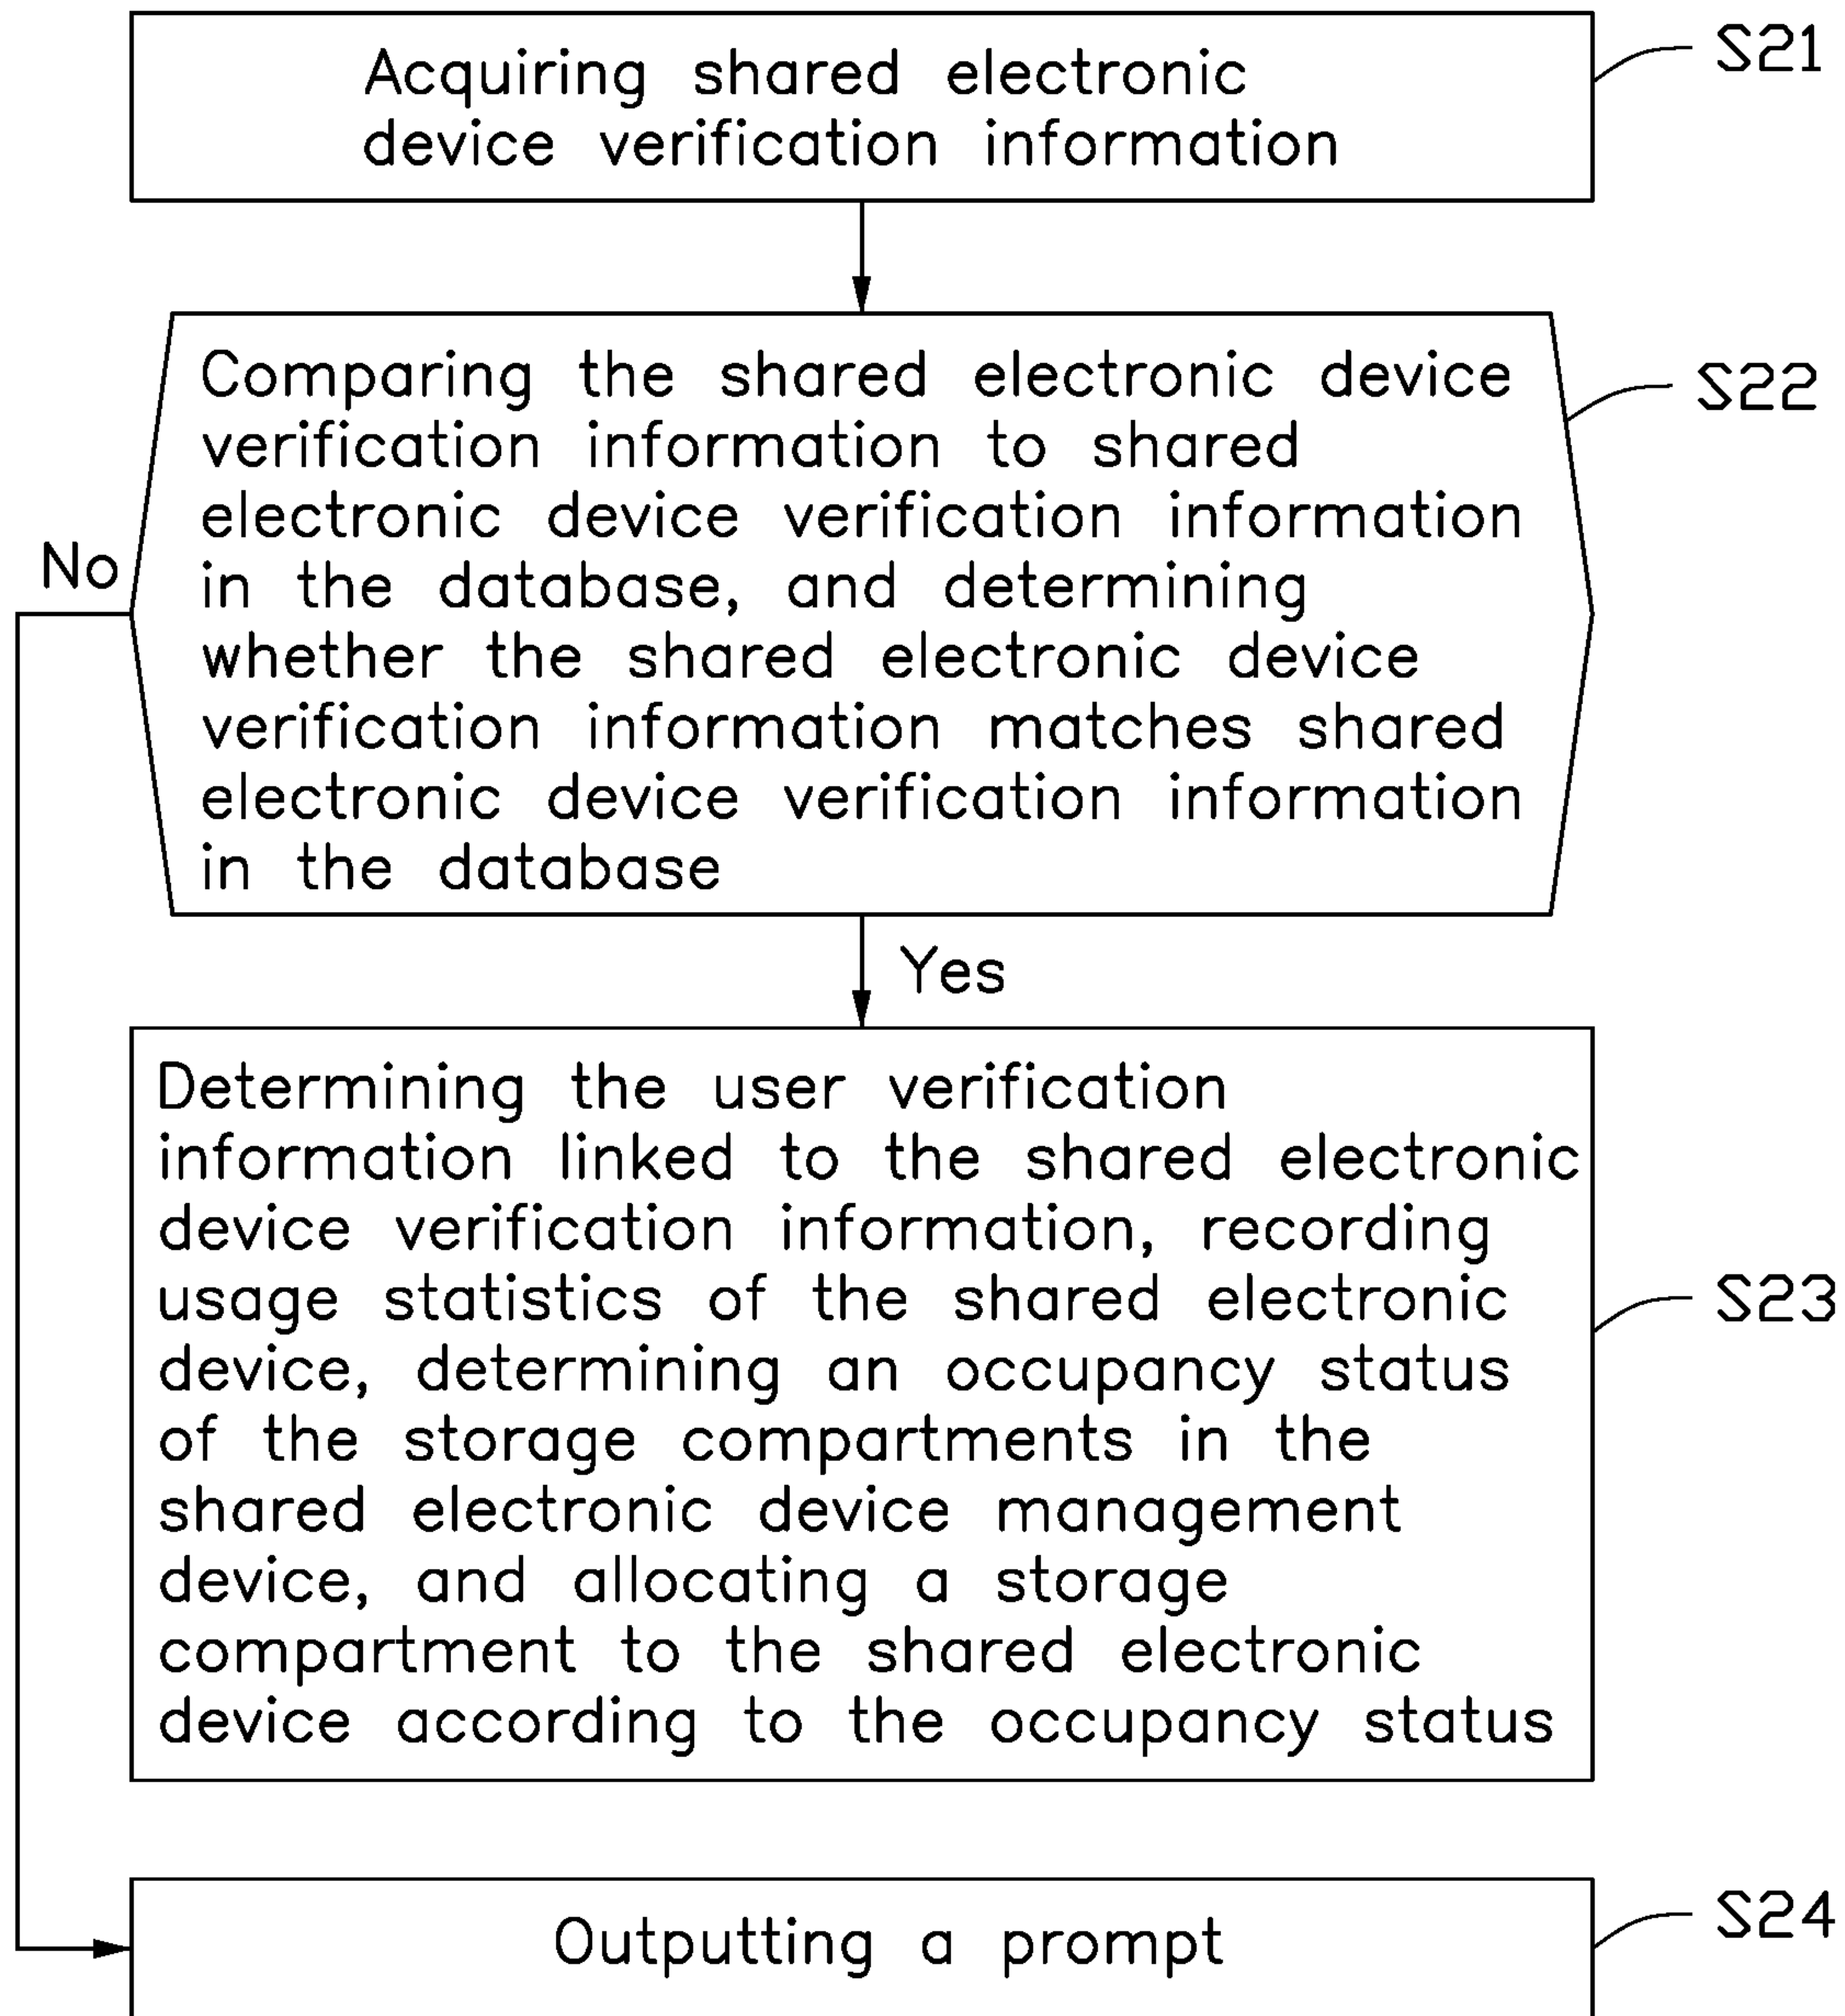 Acquiring shared electronic
device verification information
S21
Comparing the shared electronic device
verification information to shared
electronic device verification information
in the database, and determining
whether the shared electronic device
verification information matches shared
electronic device verification information
in the database
S22
No
Yes
Determining the user verification
information linked to the shared electronic
device verification information, recording
usage statistics of the shared electronic
device, determining an occupancy status
of the storage compartments in the
shared electronic device management
device, and allocating a storage
compartment to the shared electronic
device according to the occupancy status
S23
Outputting a prompt
S24